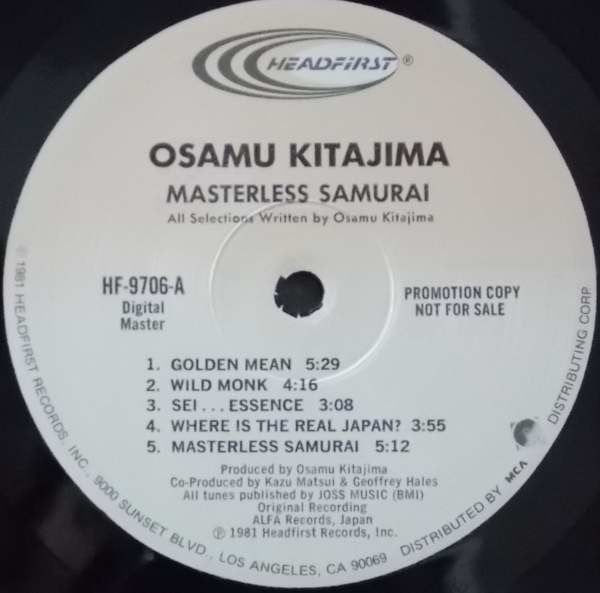 HEADFIRST ®
OSAMU KITAJIMA
MASTERLESS SAMURAI
All Selections Written by Osamu Kitajima
HF-9706-A
Digital
Master
PROMOTION COPY
NOT FOR SALE
1. GOLDEN MEAN 5:29
2. WILD MONK 4:16
3. SEI...ESSENCE 3:08
4. WHERE IS THE REAL JAPAN? 3:55
5. MASTERLESS SAMURAI 5:12
Produced by Osamu Kitajima
Co-Produced by Kazu Matsui & Geoffrey Hales
All tunes published by JOSS MUSIC (BMI)
Original Recording
ALFA Records, Japan
℗ 1981 Headfirst Records, Inc.
℗ 1981 HEADFIRST RECORDS, INC. 9000 SUNSET BLVD., LOS ANGELES, CA 90069 DISTRIBUTED BY MCA DISTRIBUTING CORP.